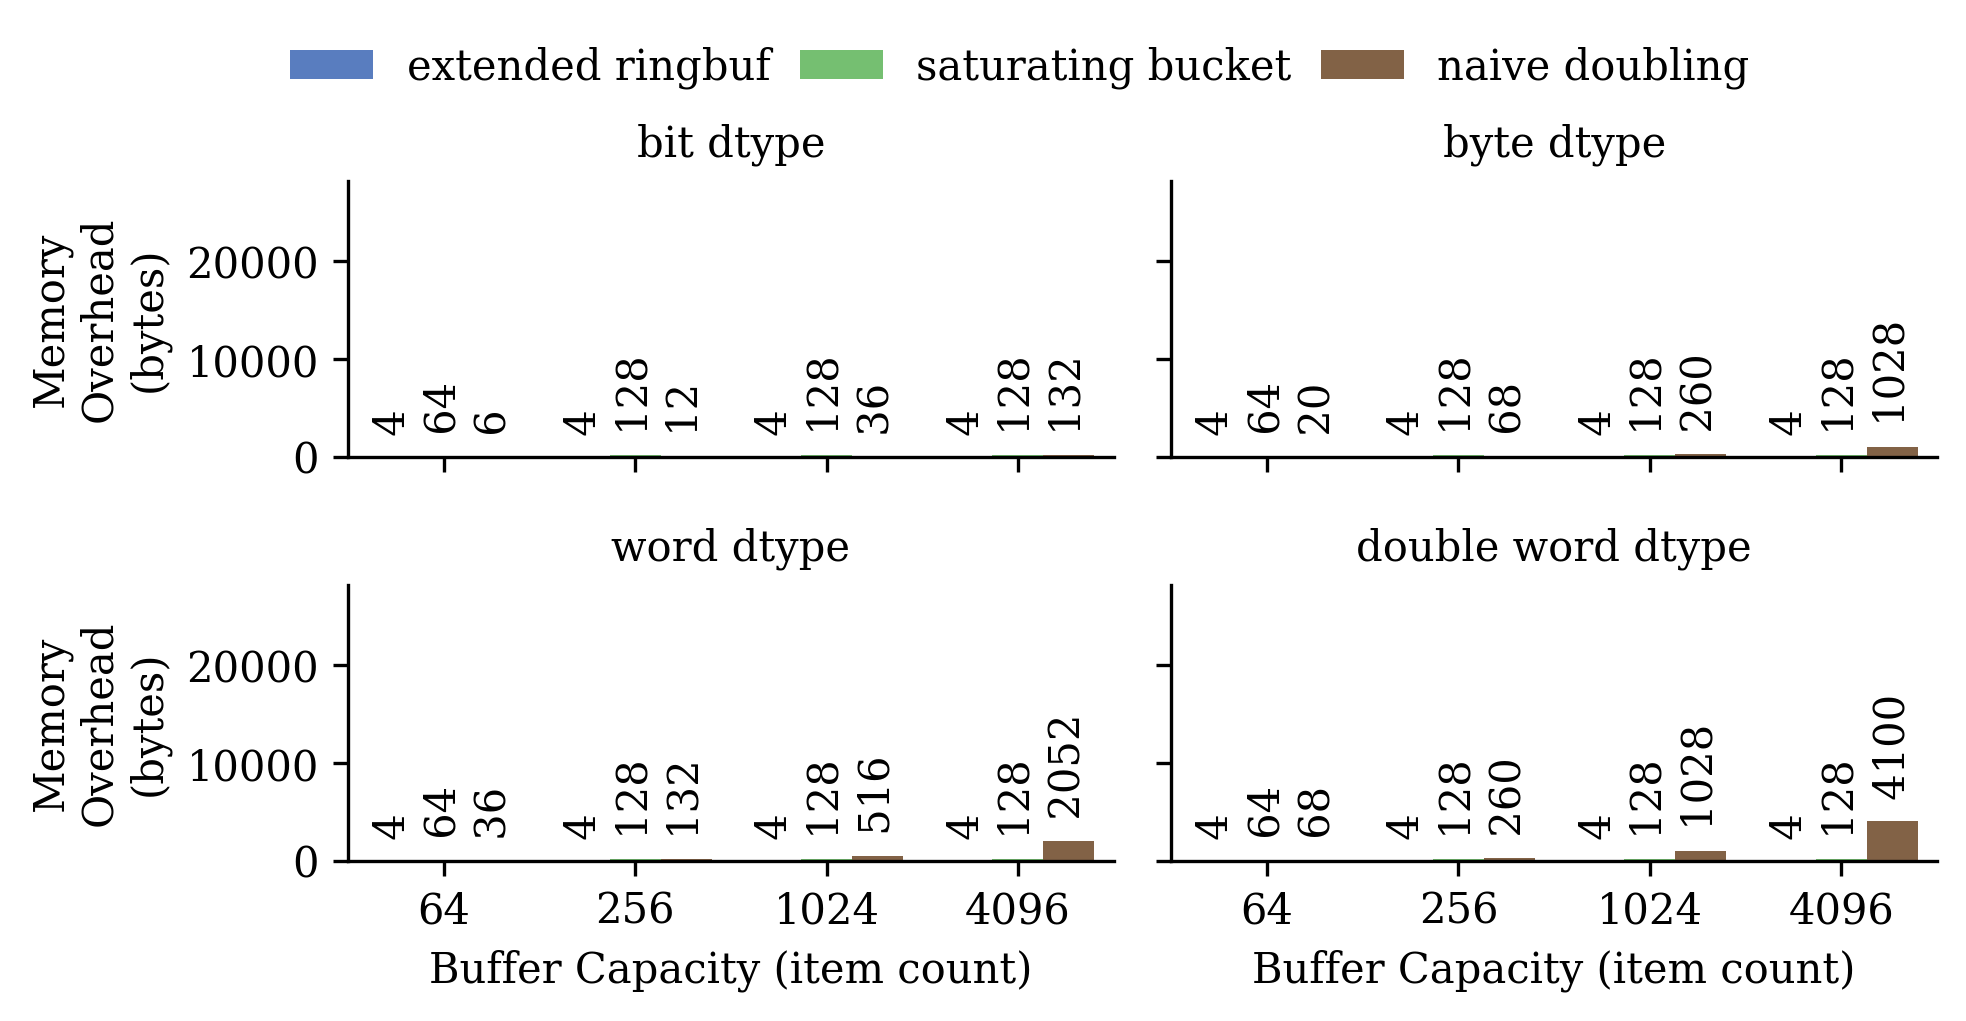 extended ringbuf saturating bucket naive doubling
bit dtype
Memory
Overhead
(bytes)
20000
10000
0
4 64 6 4 128 12 4 128 36 4 128 132
byte dtype
4 64 20 4 128 68 4 128 260 4 128 1028
word dtype
Memory
Overhead
(bytes)
20000
10000
0
4 64 36 4 128 132 4 128 516 4 128 2052
64 256 1024 4096
Buffer Capacity (item count)
double word dtype
4 64 68 4 128 260 4 128 1028 4 128 4100
64 256 1024 4096
Buffer Capacity (item count)